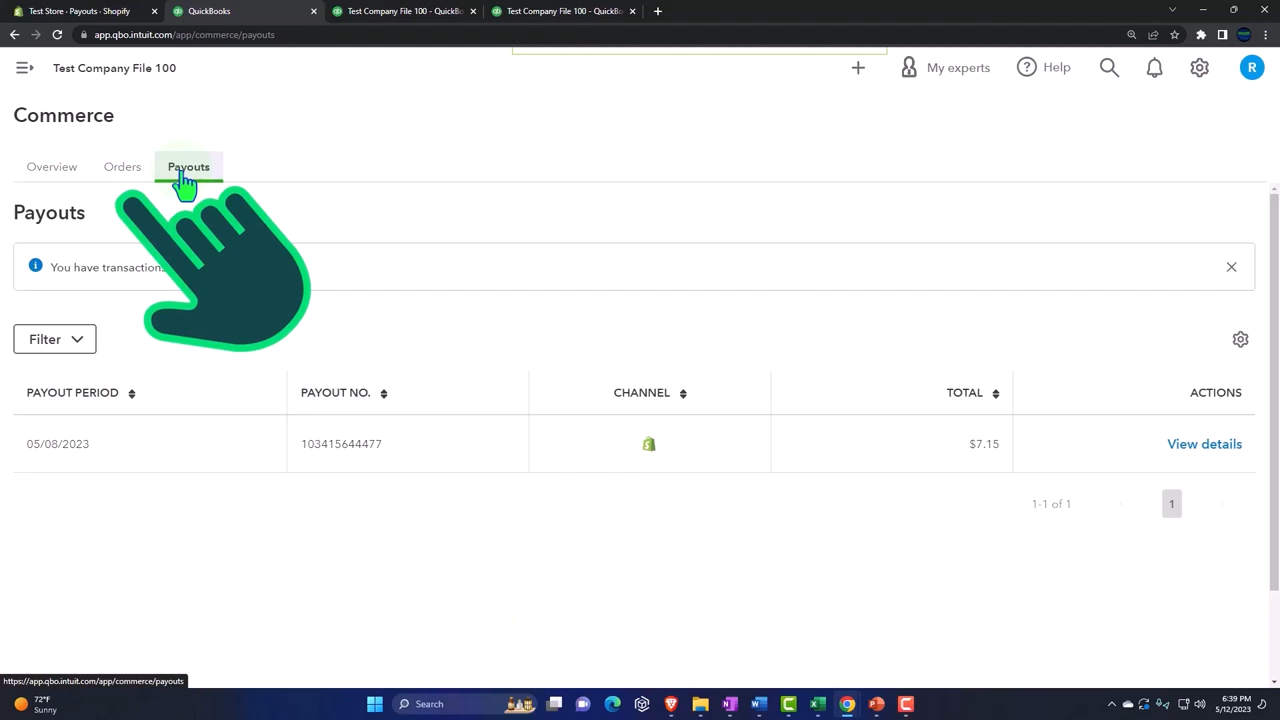 Test Store - Payouts - Shopify
QuickBooks
Test Company File 100 - QuickBo
Test Company File 100 - QuickBo
app.qbo.intuit.com/app/commerce/payouts
Test Company File 100
My experts
Help
R
Commerce
Overview
Orders
Payouts
Payouts
You have transactions
Filter
PAYOUT PERIOD
PAYOUT NO.
CHANNEL
TOTAL
ACTIONS
05/08/2023
103415644477
$7.15
View details
1-1 of 1
1
https://app.qbo.intuit.com/app/commerce/payouts
72°F
Sunny
Search
6:39 PM
5/12/2023